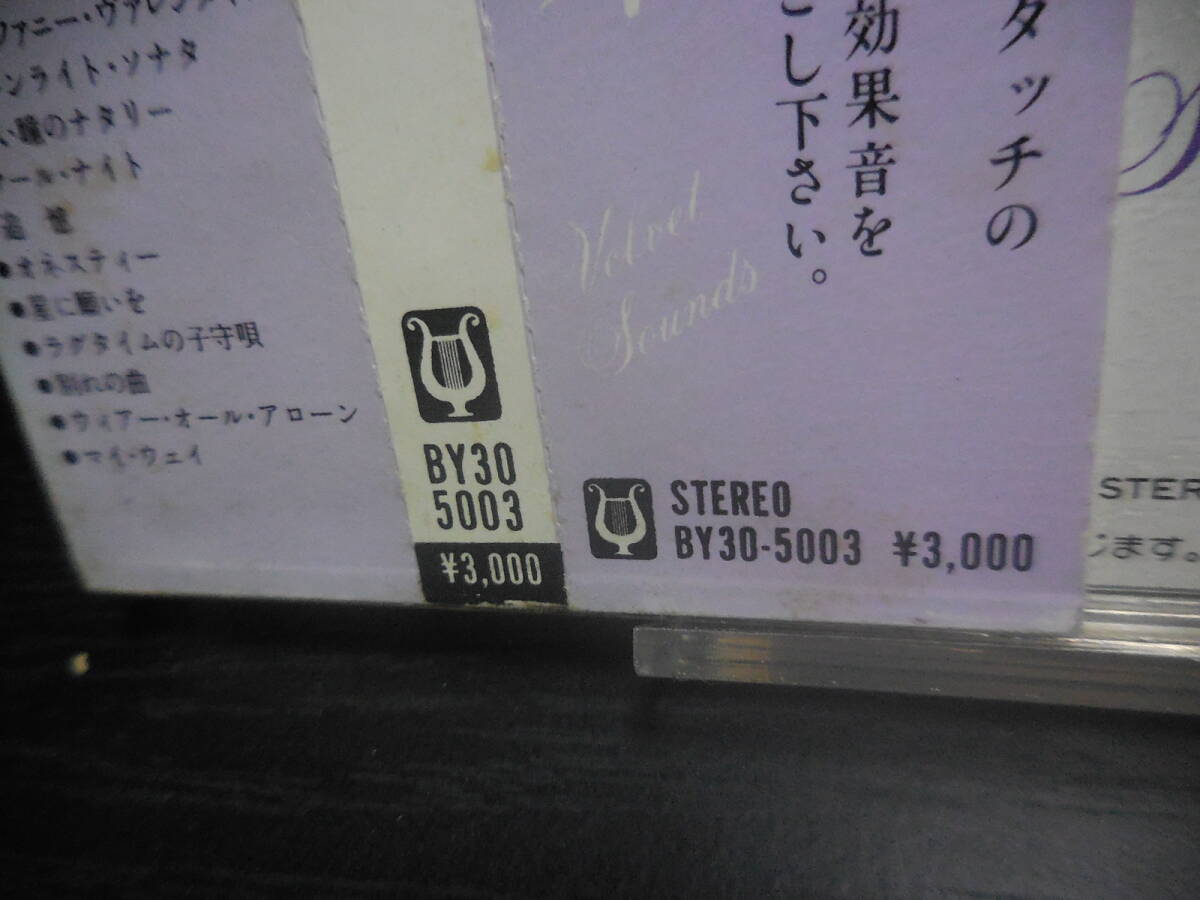 ファニー・ヴァレンタイ
ンライト・ソナタ
い瞳のナタリー
ール・ナイト
追憶
●オネスティー
●星に願いを
●ラグタイムの子守唄
●別れの曲
●ウィアー・オール・アローン
●マイ・ウェイ
BY30
5003
¥3,000
タッチの
効果音を
こし下さい。
Velvet
Sounds
STEREO
BY30-5003 ¥3,000
STER
じます。